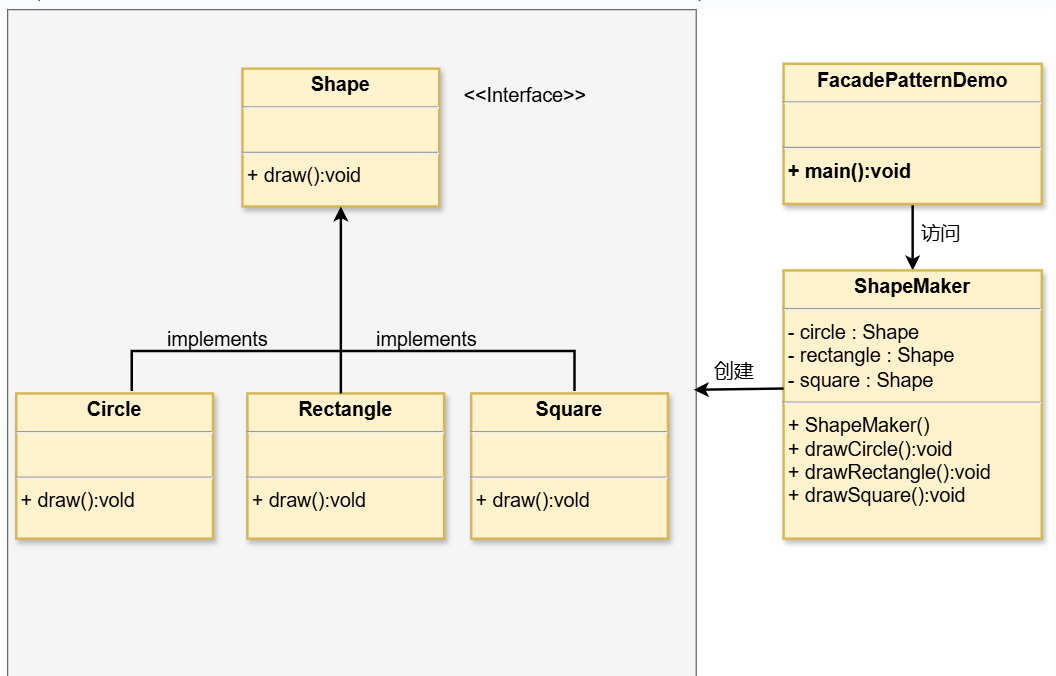 Shape
<<Interface>>
+ draw():void
FacadePatternDemo
+ main():void
访问
ShapeMaker
- circle : Shape
- rectangle : Shape
- square : Shape
+ ShapeMaker()
+ drawCircle():void
+ drawRectangle():void
+ drawSquare():void
创建
implements
implements
Circle
+ draw():vold
Rectangle
+ draw():vold
Square
+ draw():vold